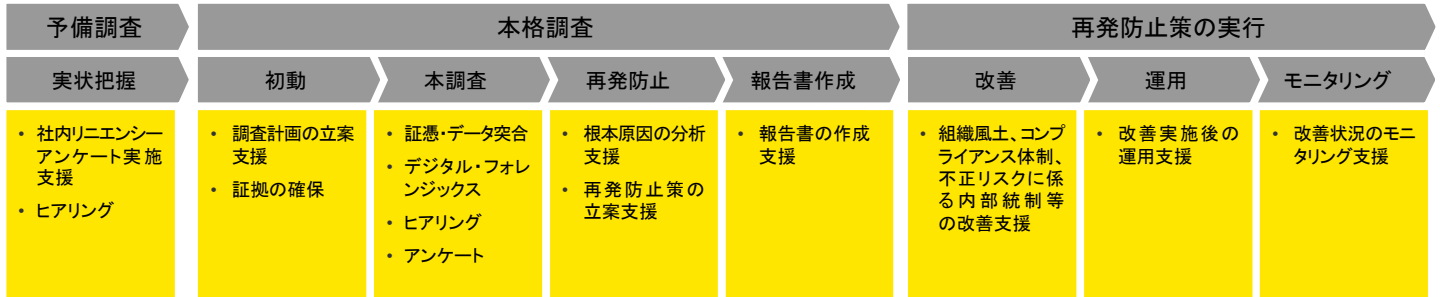 予備調査
本格調査
再発防止策の実行
実状把握
初動
本調査
再発防止
報告書作成
改善
運用
モニタリング
• 社内リニエンシー
アンケート実施
支援
• ヒアリング
• 調査計画の立案
支援
• 証拠の確保
• 証憑・データ突合
• デジタル・フォレ
ンジックス
• ヒアリング
• アンケート
• 根本原因の分析
支援
• 再発防止策の
立案支援
• 報告書の作成
支援
• 組織風土、コンプ
ライアンス体制、
不正リスクに係
る内部統制等
の改善支援
• 改善実施後の
運用支援
• 改善状況のモニ
タリング支援